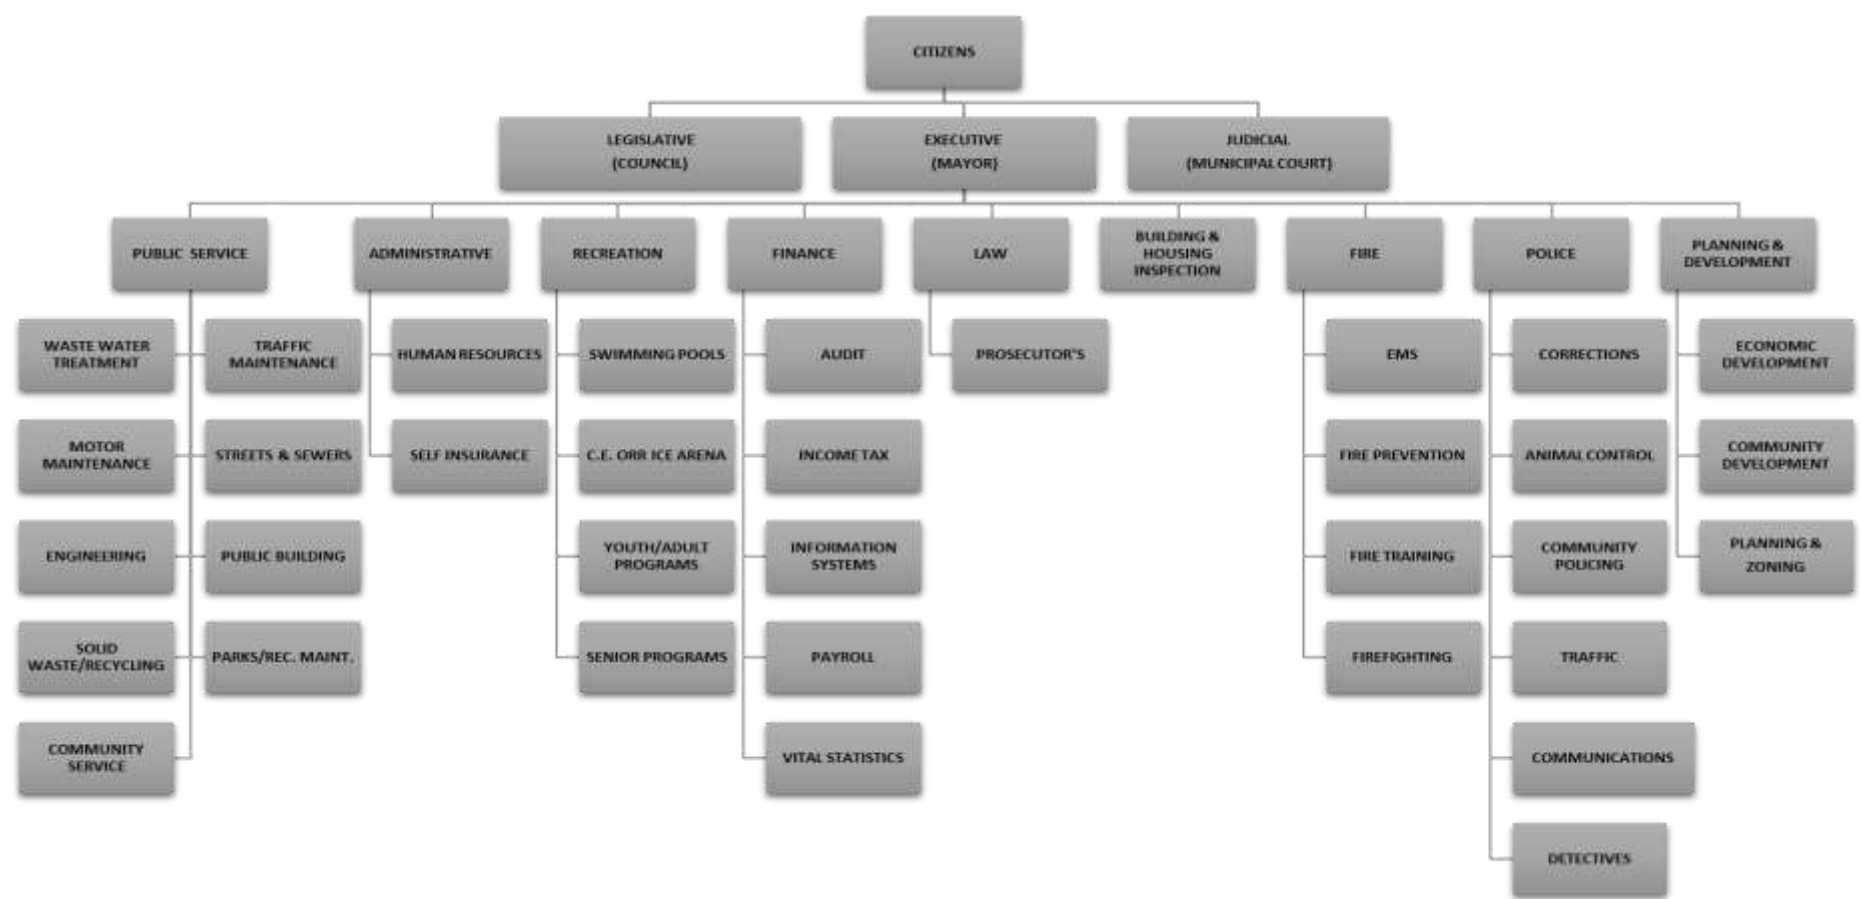 CITIZENS
LEGISLATIVE
(COUNCIL)
EXECUTIVE
(MAYOR)
JUDICIAL
(MUNICIPAL COURT)
PUBLIC SERVICE
ADMINISTRATIVE
RECREATION
FINANCE
LAW
BUILDING &
HOUSING
INSPECTION
FIRE
POLICE
PLANNING &
DEVELOPMENT
WASTE WATER
TREATMENT
TRAFFIC
MAINTENANCE
HUMAN RESOURCES
SWIMMING POOLS
AUDIT
PROSECUTOR'S
EMS
CORRECTIONS
ECONOMIC
DEVELOPMENT
MOTOR
MAINTENANCE
STREETS & SEWERS
SELF INSURANCE
C.E. ORR ICE ARENA
INCOME TAX
FIRE PREVENTION
ANIMAL CONTROL
COMMUNITY
DEVELOPMENT
ENGINEERING
PUBLIC BUILDING
YOUTH/ADULT
PROGRAMS
INFORMATION
SYSTEMS
FIRE TRAINING
COMMUNITY
POLICING
PLANNING &
ZONING
SOLID
WASTE/RECYCLING
PARKS/REC. MAINT.
SENIOR PROGRAMS
PAYROLL
FIREFIGHTING
TRAFFIC
COMMUNITY
SERVICE
VITAL STATISTICS
COMMUNICATIONS
DETECTIVES